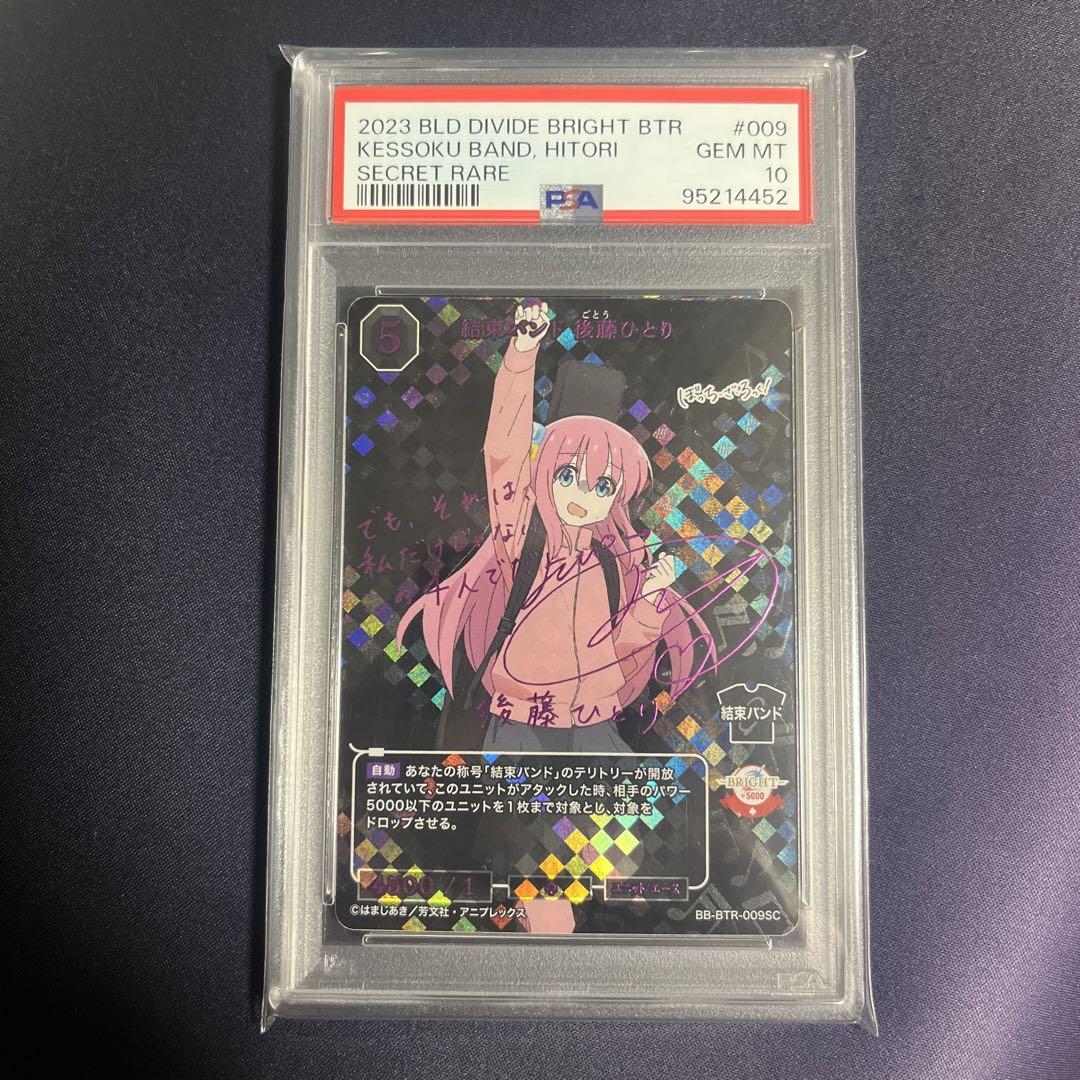 2023 BLD DIVIDE BRIGHT BTR #009
KESSOKU BAND, HITORI GEM MT
SECRET RARE 10
PSA 95214452
5
ごとう
結束バンド 後藤ひとり
ぼっち・ざ・ろっく!
でも、それは、
私だけじゃない
4人でだよ
後藤ひとり
結束バンド
BRIGHT
+5000
自動 あなたの称号「結束バンド」のテリトリーが開放
されていて、このユニットがアタックした時、相手のパワー
5000以下のユニットを1枚まで対象とし、対象を
ドロップさせる。
4500/1 ユニット/エース
©はまじあき/芳文社・アニプレックス BB-BTR-009SC
PSA